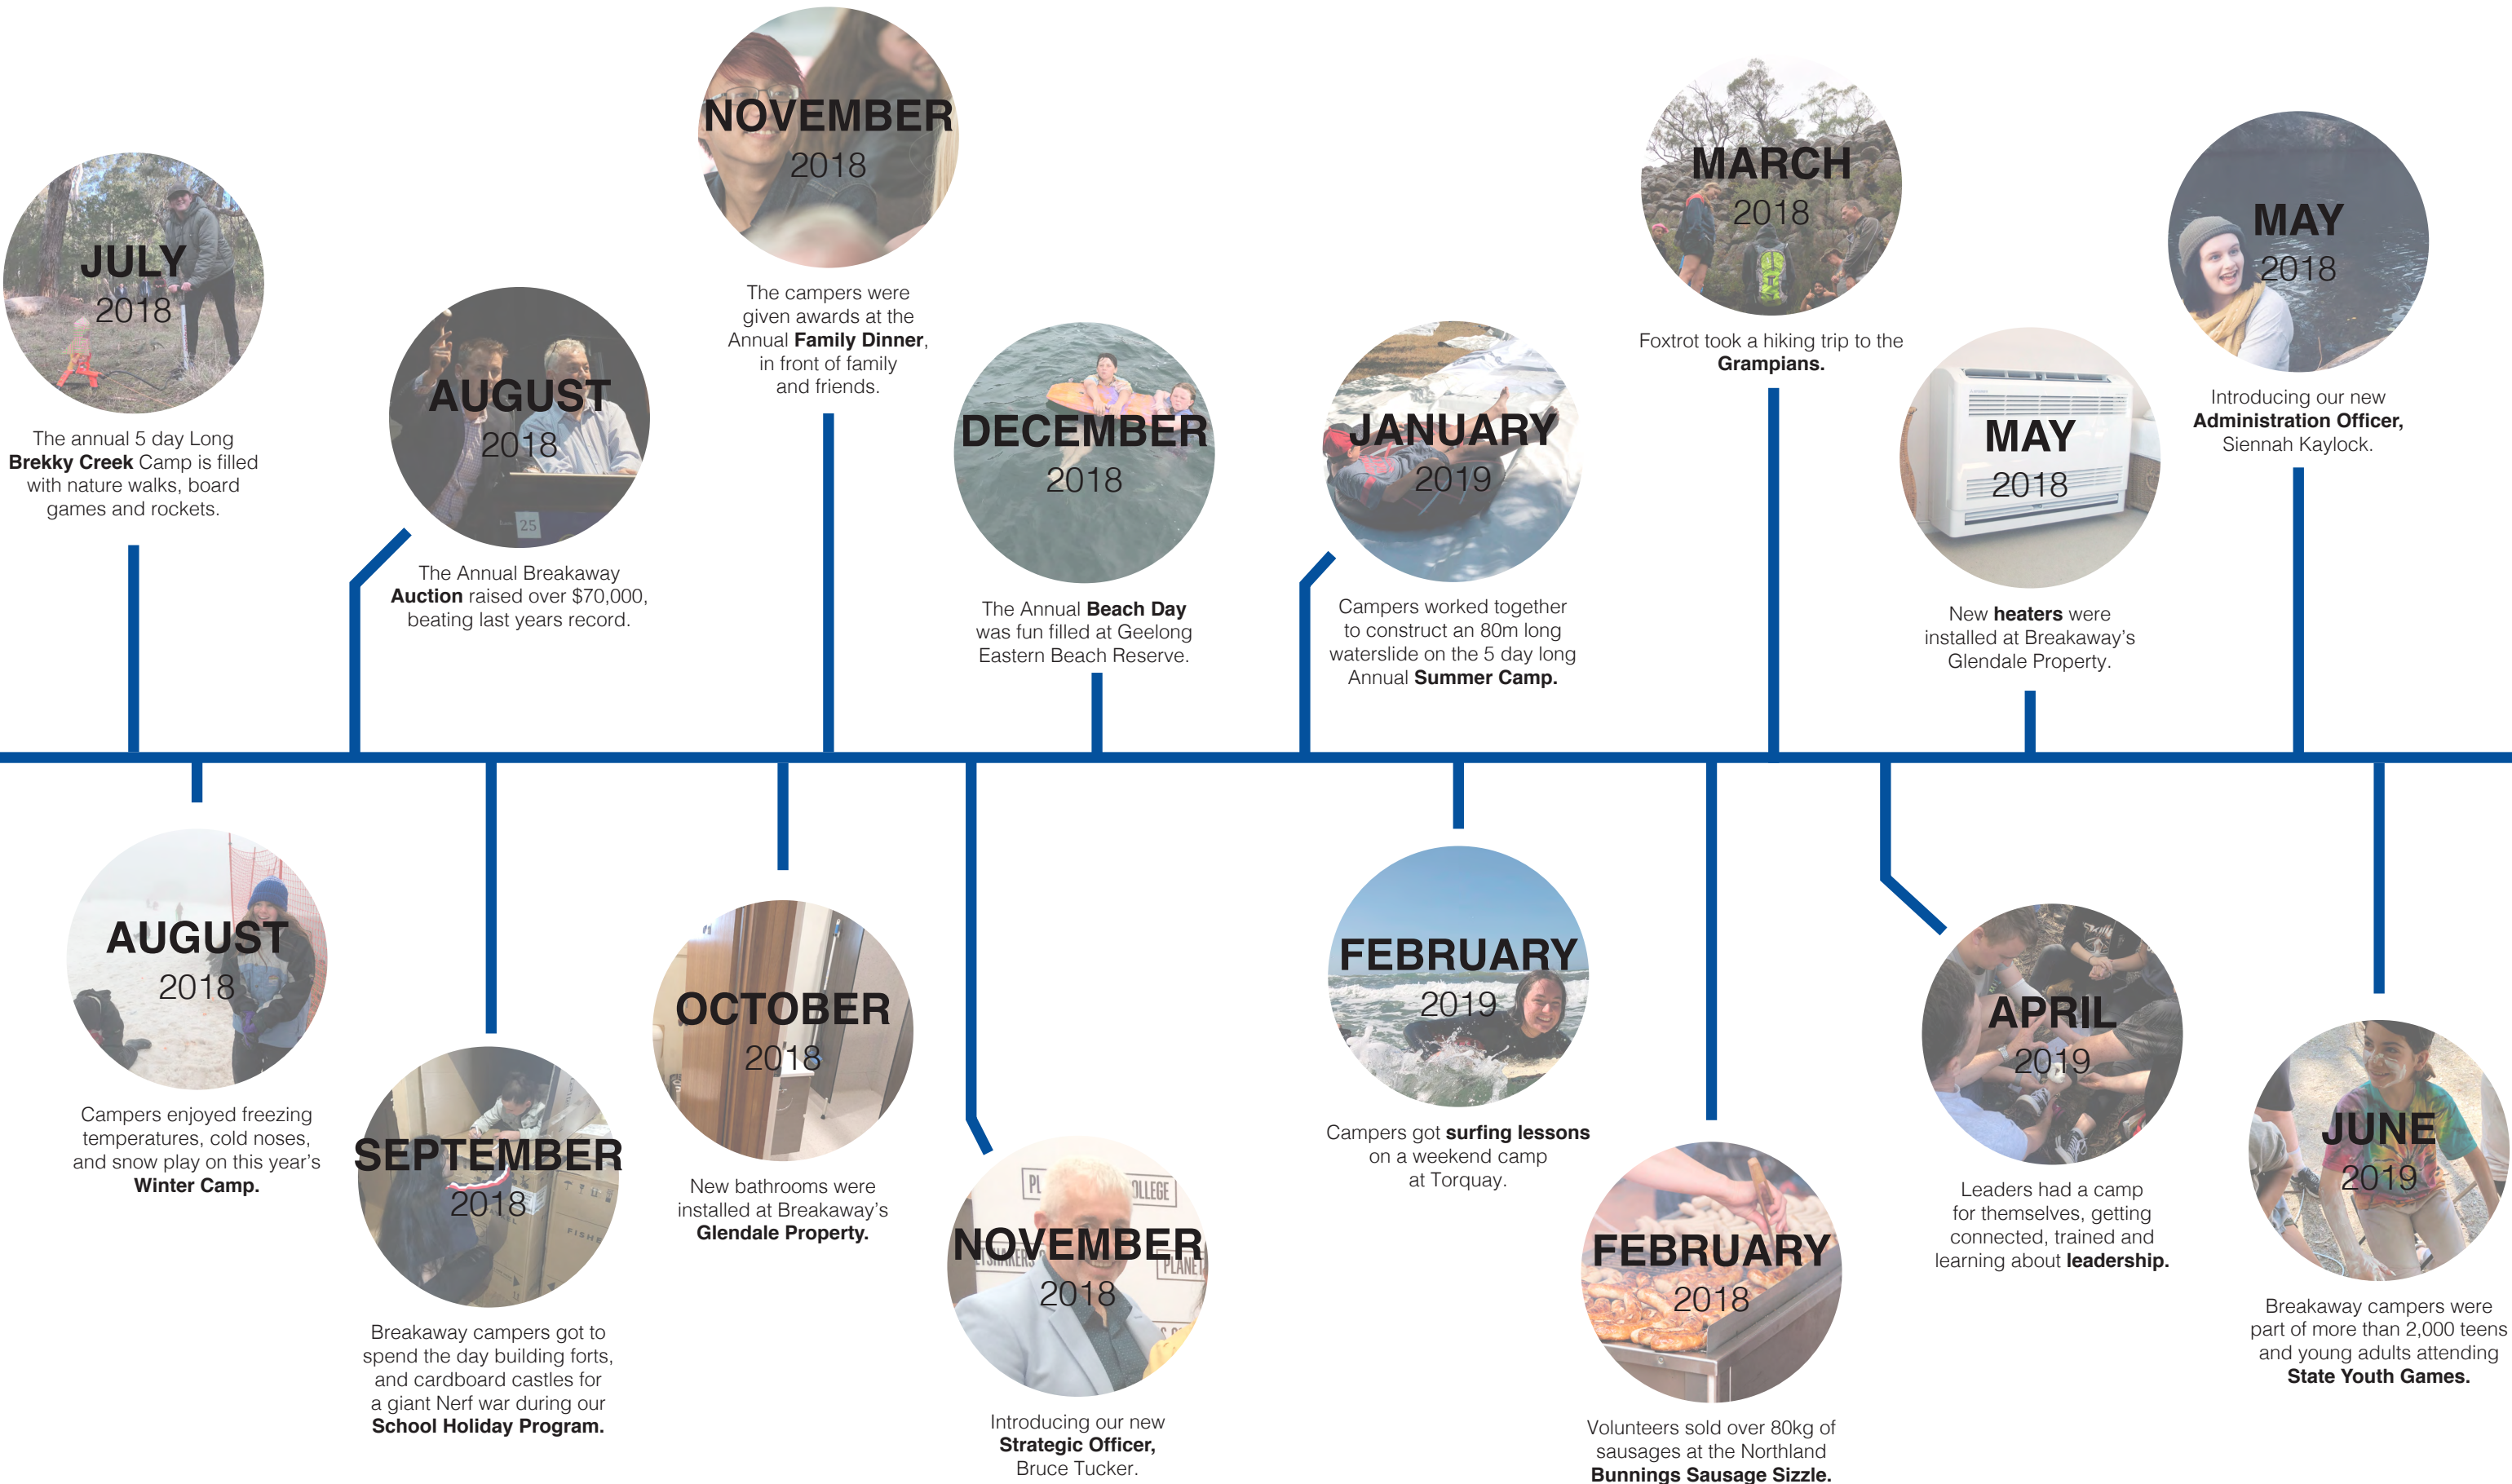 JULY
2018
The annual 5 day Long
Brekky Creek Camp is filled
with nature walks, board
games and rockets.
AUGUST
2018
Campers enjoyed freezing
temperatures, cold noses,
and snow play on this year's
Winter Camp.
AUGUST
2018
25
The Annual Breakaway
Auction raised over $70,000,
beating last years record.
SEPTEMBER
2018
FISHE
Breakaway campers got to
spend the day building forts,
and cardboard castles for
a giant Nerf war during our
School Holiday Program.
OCTOBER
2018
New bathrooms were
installed at Breakaway's
Glendale Property.
NOVEMBER
2018
The campers were
given awards at the
Annual Family Dinner,
in front of family
and friends.
NOVEMBER
2018
PL
OLLEGE
ETSHAKERS
PLANET
Introducing our new
Strategic Officer,
Bruce Tucker.
DECEMBER
2018
The Annual Beach Day
was fun filled at Geelong
Eastern Beach Reserve.
JANUARY
2019
Campers worked together
to construct an 80m long
waterslide on the 5 day long
Annual Summer Camp.
FEBRUARY
2019
Campers got surfing lessons
on a weekend camp
at Torquay.
FEBRUARY
2018
Volunteers sold over 80kg of
sausages at the Northland
Bunnings Sausage Sizzle.
MARCH
2018
Foxtrot took a hiking trip to the
Grampians.
APRIL
2019
Leaders had a camp
for themselves, getting
connected, trained and
learning about leadership.
MAY
2018
New heaters were
installed at Breakaway's
Glendale Property.
MAY
2018
Introducing our new
Administration Officer,
Siennah Kaylock.
JUNE
2019
Breakaway campers were
part of more than 2,000 teens
and young adults attending
State Youth Games.